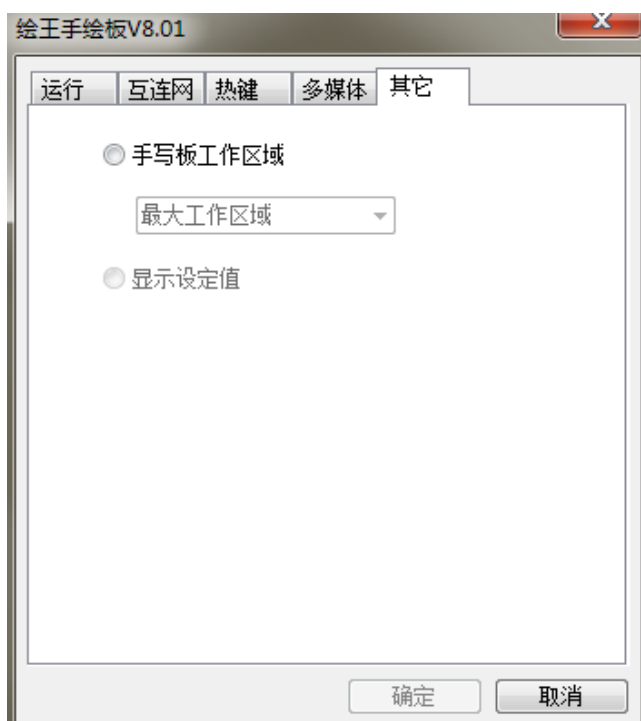 绘王手绘板V8.01
X
运行 互连网 热键 多媒体 其它
手写板工作区域
最大工作区域
显示设定值
确定 取消